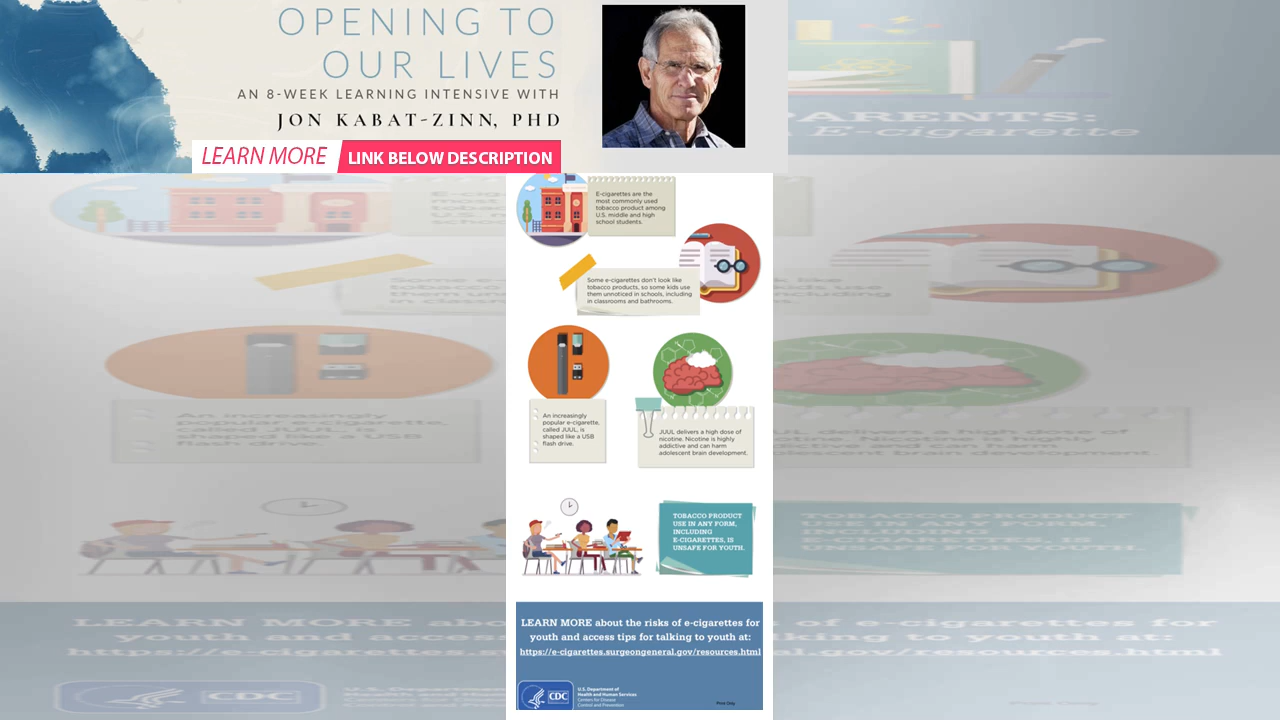 OPENING TO
OUR LIVES
AN 8-WEEK LEARNING INTENSIVE WITH
JON KABAT-ZINN, PHD
LEARN MORE
LINK BELOW DESCRIPTION
E-cigarettes are the
most commonly used
tobacco product among
U.S. middle and high
school students.
Some e-cigarettes don't look like
tobacco products, so some kids use
them unnoticed in schools, including
in classrooms and bathrooms.
An increasingly
popular e-cigarette,
called JUUL, is
shaped like a USB
flash drive.
JUUL delivers a high dose of
nicotine. Nicotine is highly
addictive and can harm
adolescent brain development.
TOBACCO PRODUCT
USE IN ANY FORM,
INCLUDING
E-CIGARETTES, IS
UNSAFE FOR YOUTH.
LEARN MORE about the risks of e-cigarettes for
youth and access tips for talking to youth at:
https://e-cigarettes.surgeongeneral.gov/resources.html
CDC
U.S. Department of
Health and Human Services
Centers for Disease
Control and Prevention
Print Only